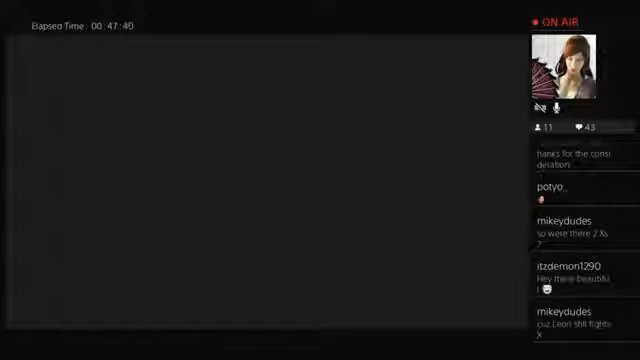 Elapsed Time: 00:47:40
ON AIR
11 43
hanks for the consi
deration
potyo_
mikeydudes
so were there 2 Xs
?
itzdemon1290
Hey there beautifu
l
mikeydudes
cuz Leon still fights
X